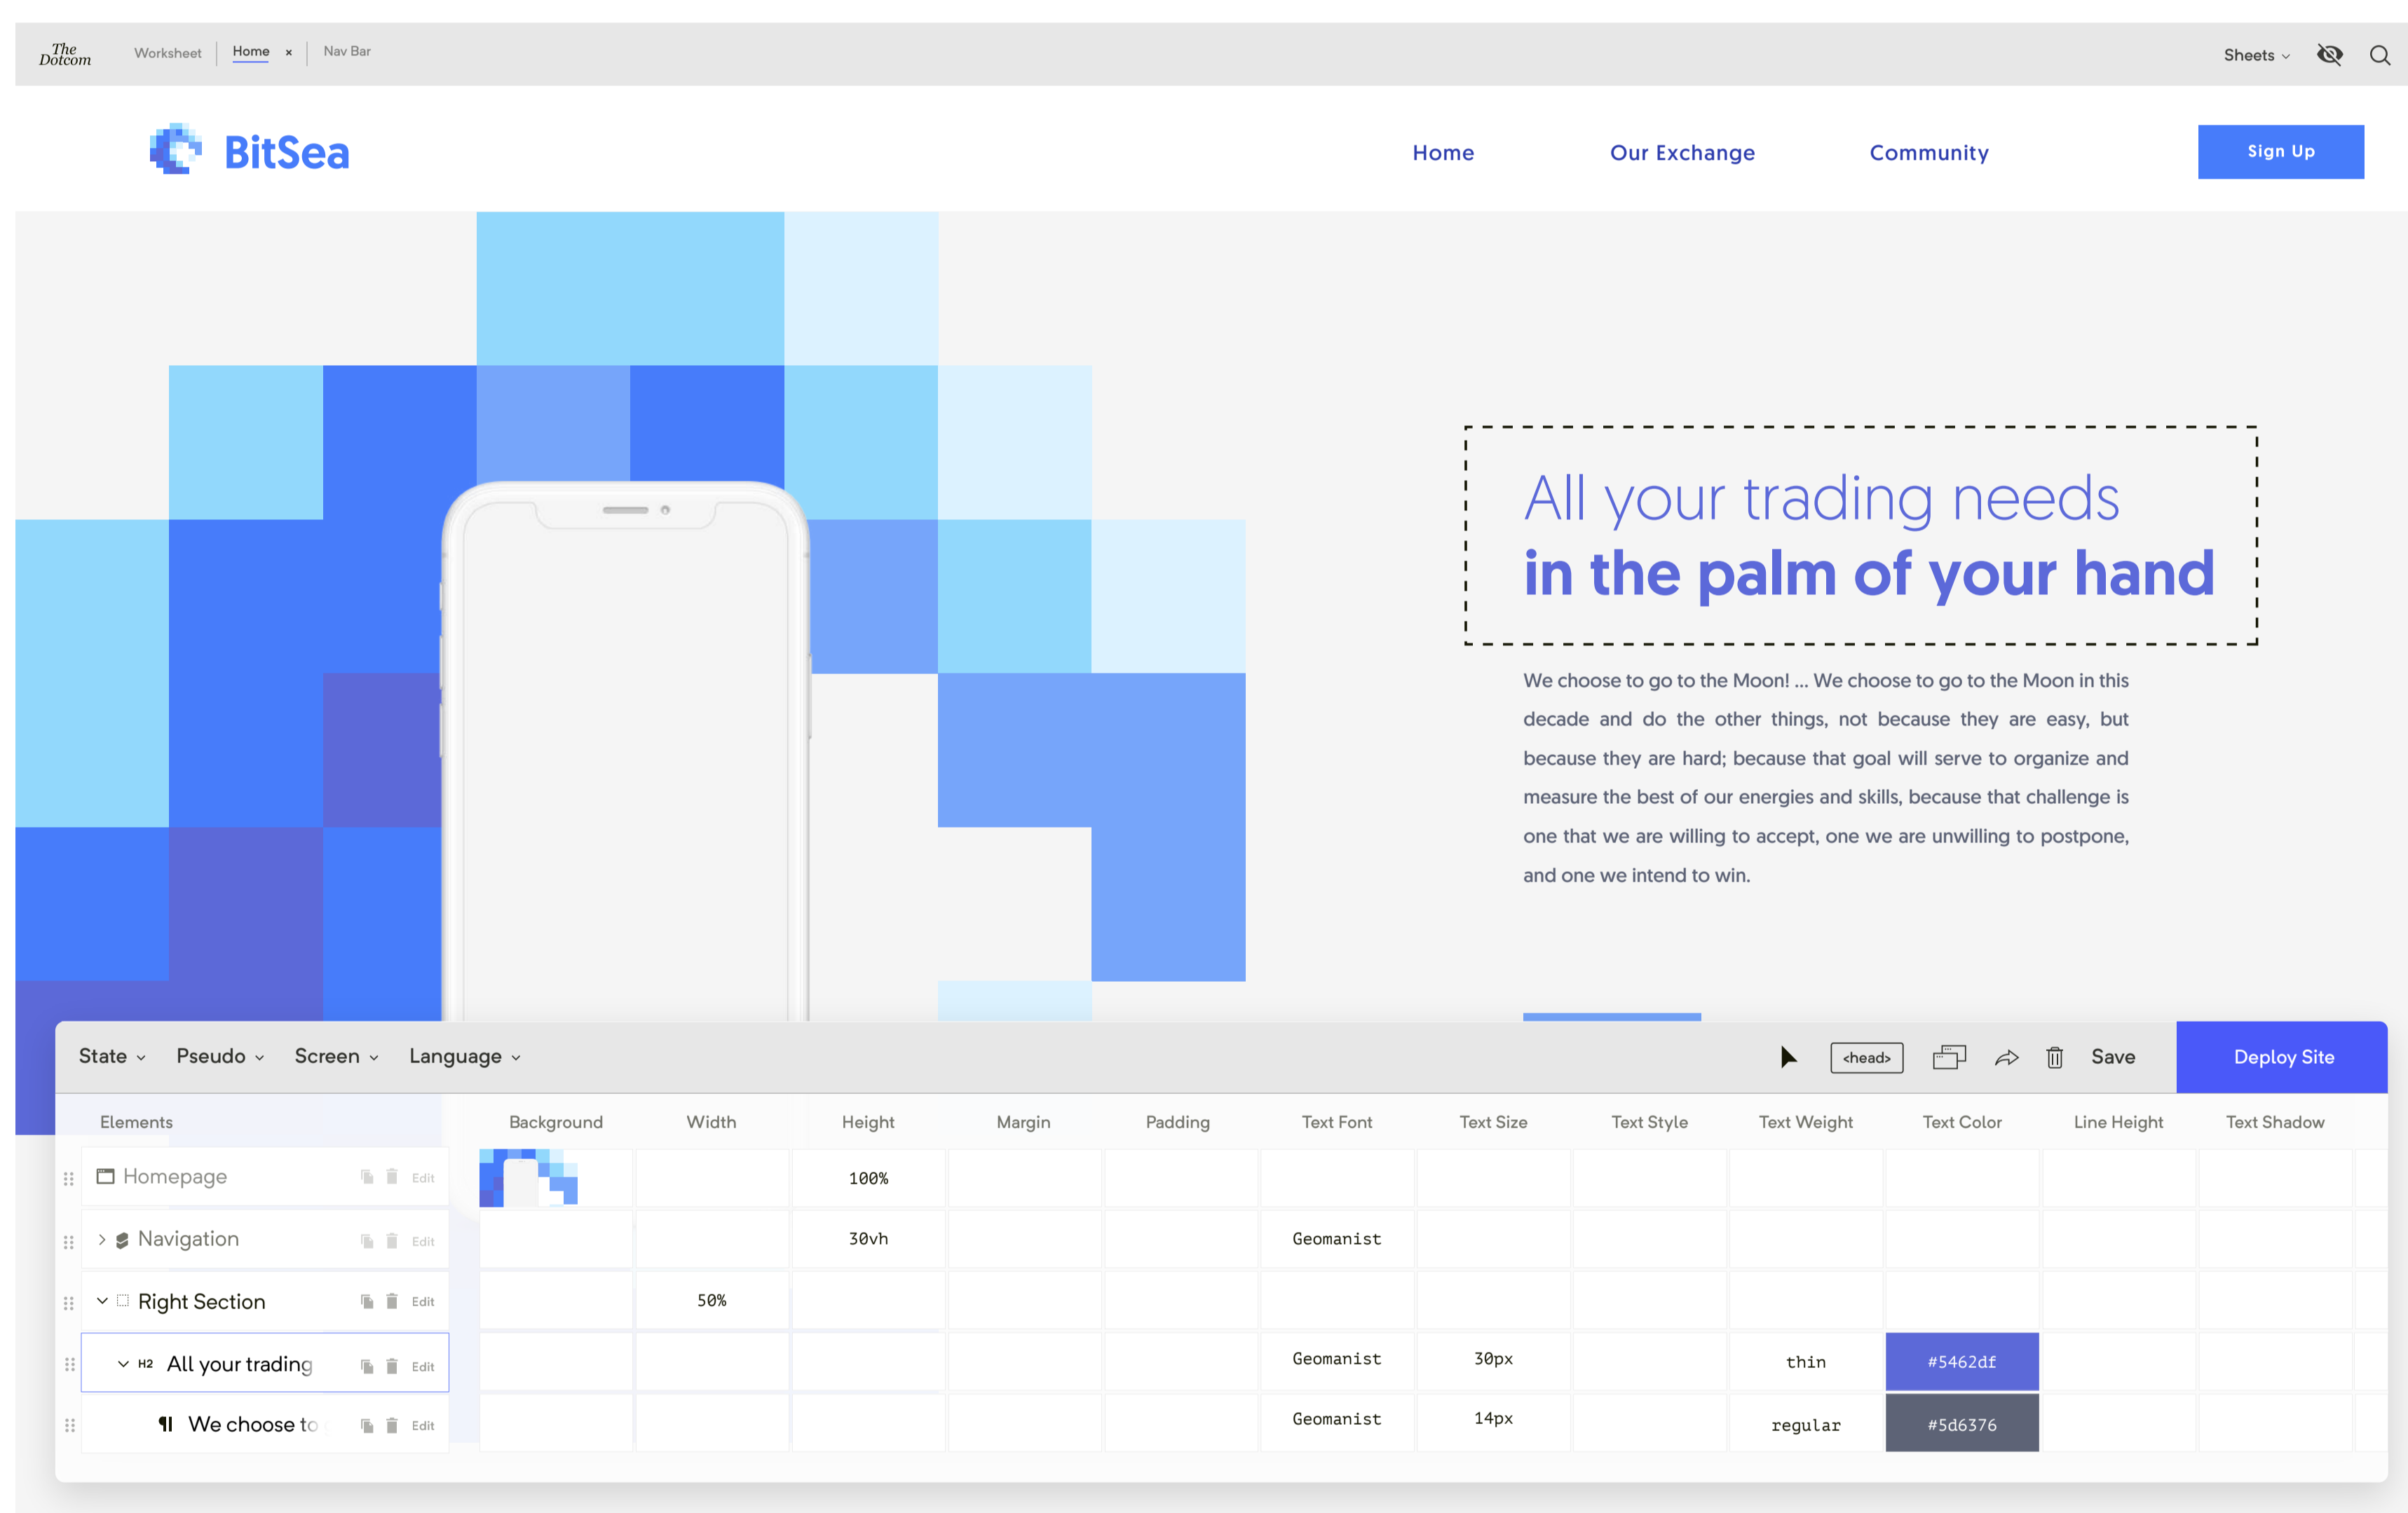 The
Dotcom
Worksheet
Home ×
Nav Bar
Sheets
BitSea
Home
Our Exchange
Community
Sign Up
All your trading needs
in the palm of your hand
We choose to go to the Moon! ... We choose to go to the Moon in this
decade and do the other things, not because they are easy, but
because they are hard; because that goal will serve to organize and
measure the best of our energies and skills, because that challenge is
one that we are willing to accept, one we are unwilling to postpone,
and one we intend to win.
State Pseudo Screen Language
<head>
Save
Deploy Site
Elements Background Width Height Margin Padding Text Font Text Size Text Style Text Weight Text Color Line Height Text Shadow
Homepage Edit 100%
Navigation Edit 30vh Geomanist
Right Section Edit 50%
H2 All your trading Edit Geomanist 30px thin #5462df
¶ We choose to Edit Geomanist 14px regular #5d6376